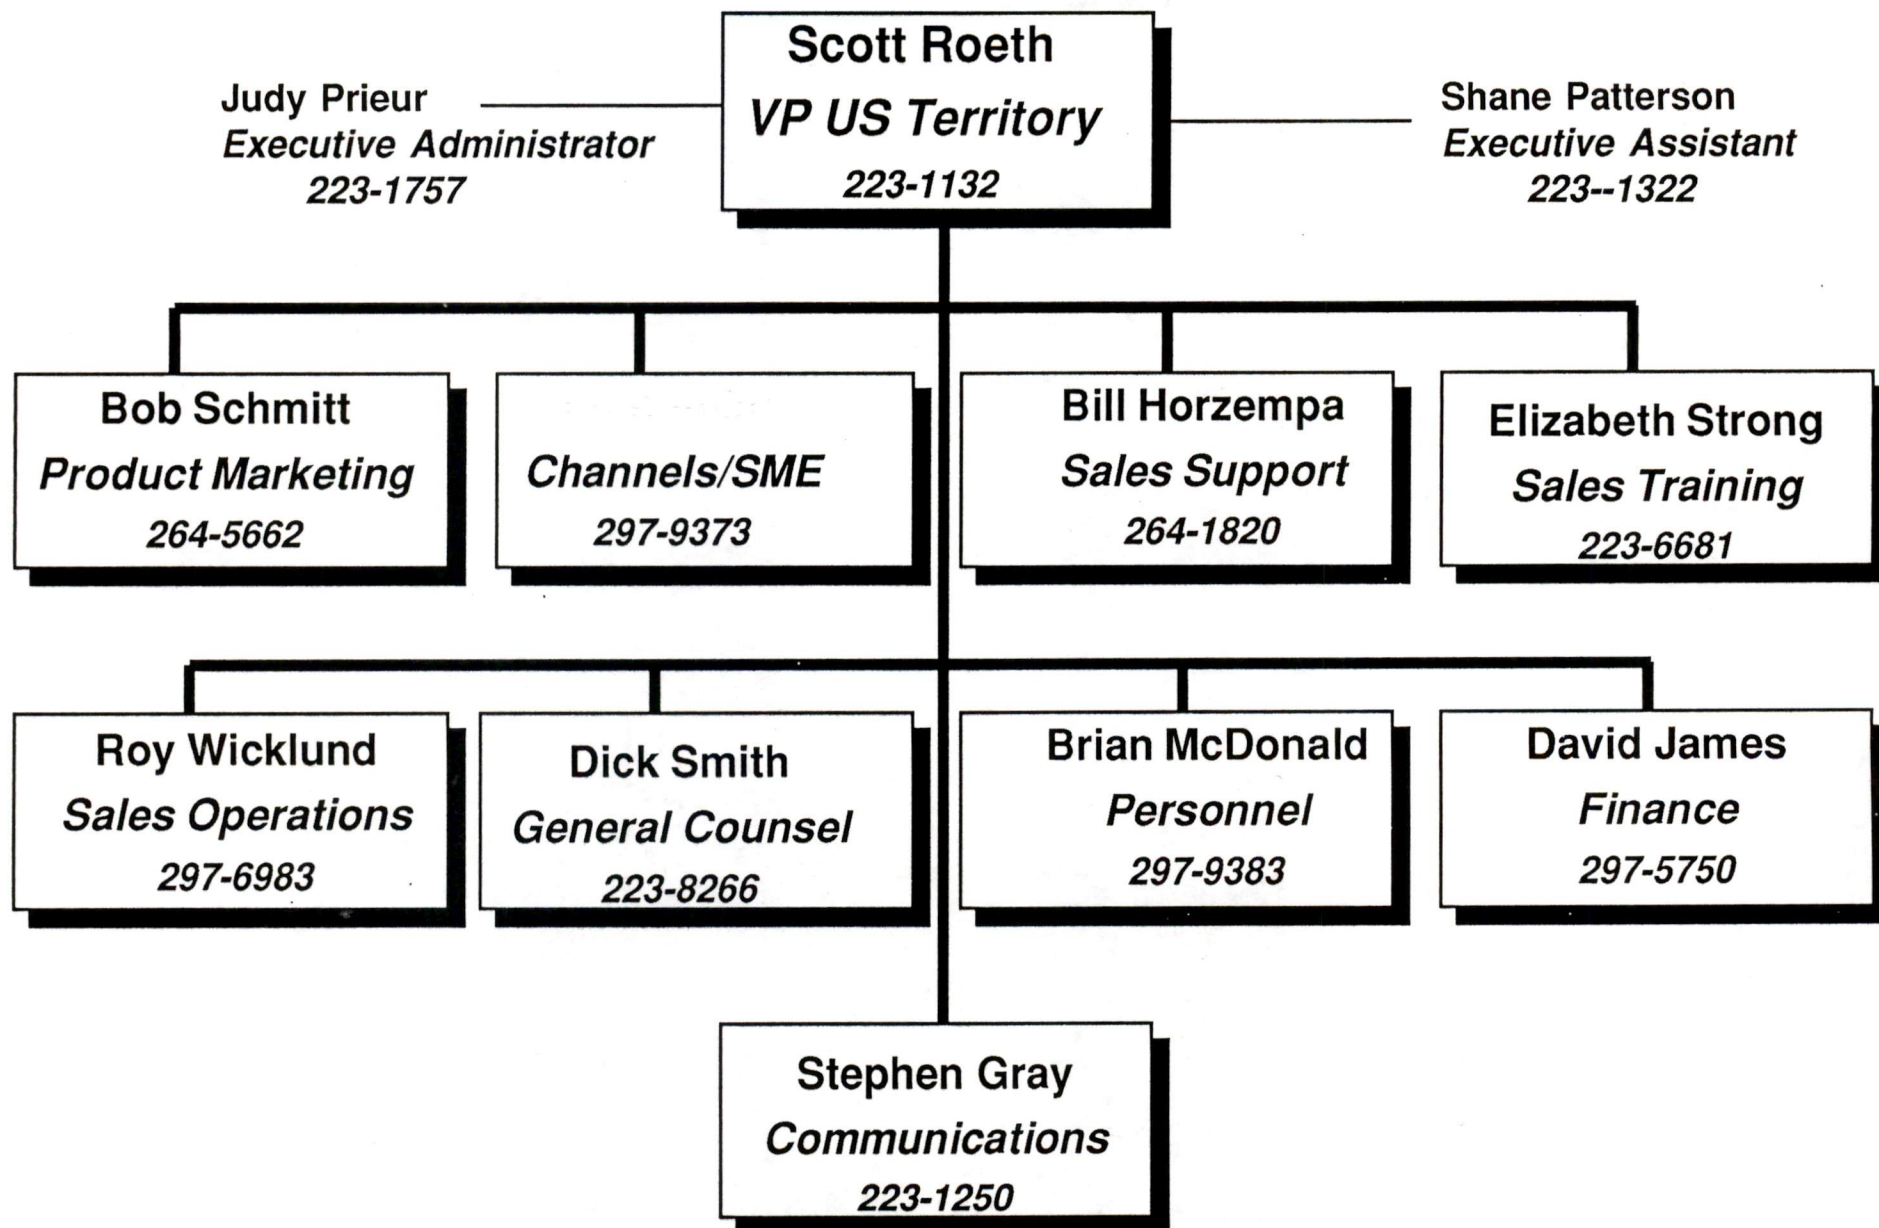 Scott Roeth
VP US Territory
223-1132
Judy Prieur
Executive Administrator
223-1757
Shane Patterson
Executive Assistant
223--1322
Bob Schmitt
Product Marketing
264-5662
Channels/SME
297-9373
Bill Horzempa
Sales Support
264-1820
Elizabeth Strong
Sales Training
223-6681
Roy Wicklund
Sales Operations
297-6983
Dick Smith
General Counsel
223-8266
Brian McDonald
Personnel
297-9383
David James
Finance
297-5750
Stephen Gray
Communications
223-1250